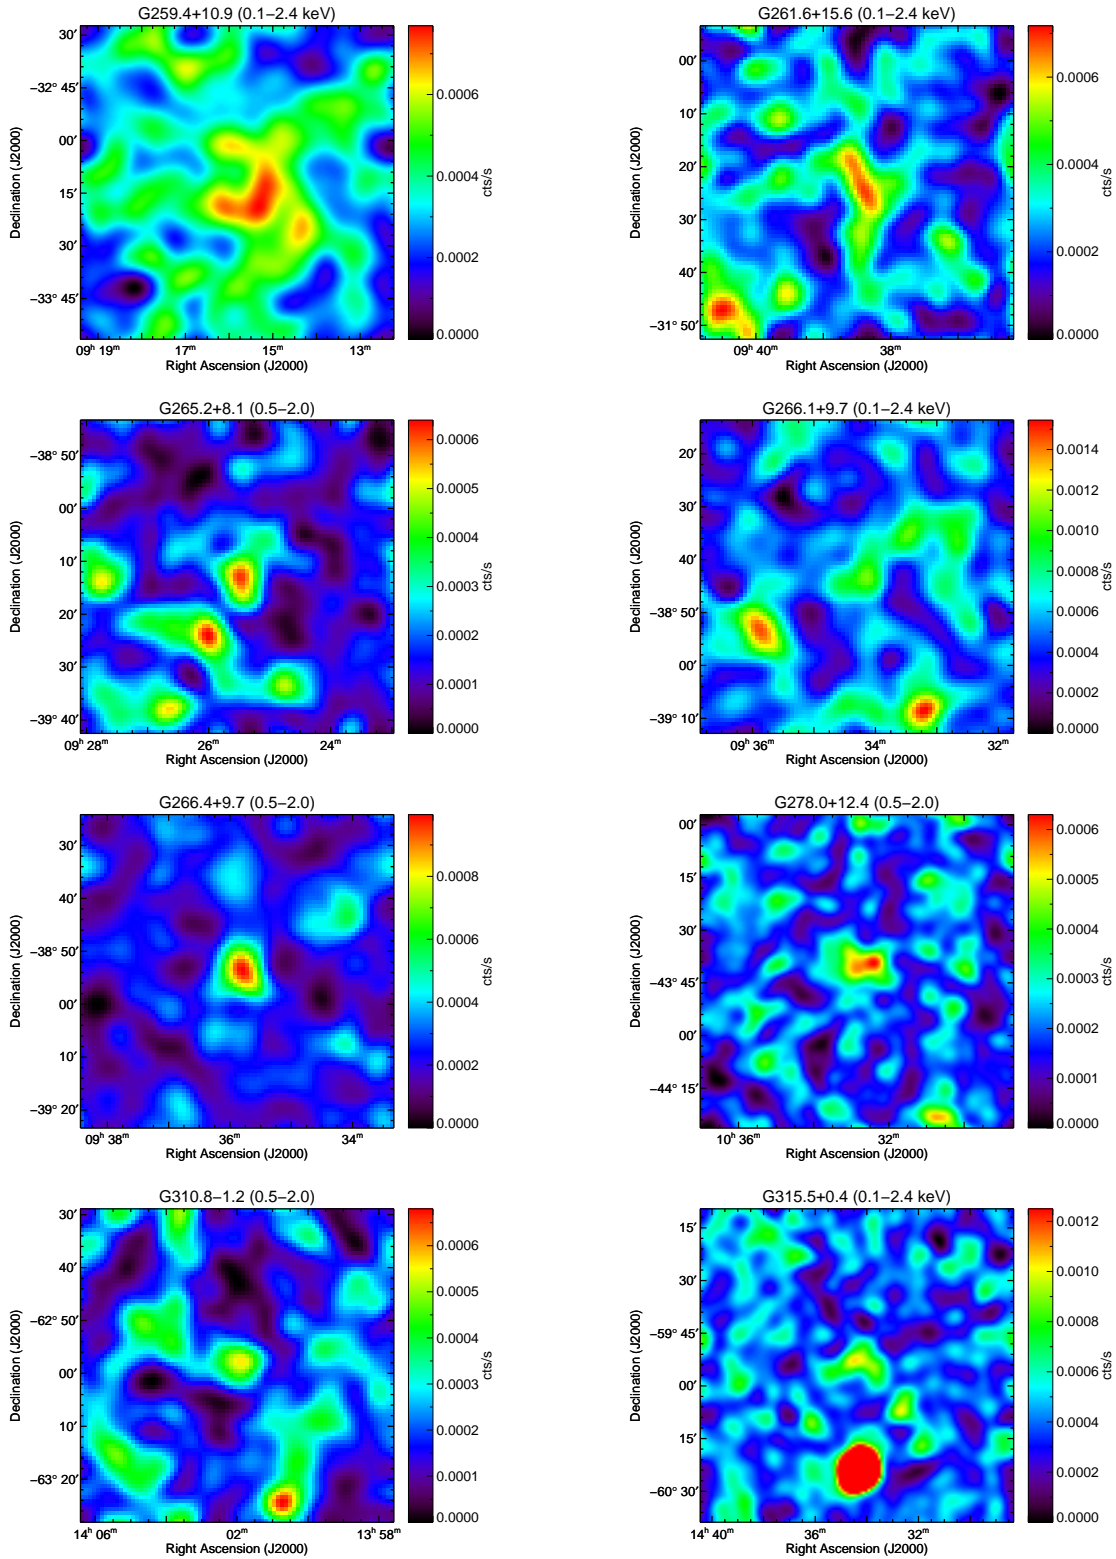 G259.4+10.9 (0.1−2.4 keV)
30′
−32° 45′
00′
15′
30′
−33° 45′
Declination (J2000)
09ʰ 19ᵐ 17ᵐ 15ᵐ 13ᵐ
Right Ascension (J2000)
0.0006
0.0004
0.0002
0.0000
cts/s
G261.6+15.6 (0.1−2.4 keV)
00′
10′
20′
30′
40′
−31° 50′
Declination (J2000)
09ʰ 40ᵐ 38ᵐ
Right Ascension (J2000)
0.0006
0.0004
0.0002
0.0000
cts/s
G265.2+8.1 (0.5−2.0)
−38° 50′
00′
10′
20′
30′
−39° 40′
Declination (J2000)
09ʰ 28ᵐ 26ᵐ 24ᵐ
Right Ascension (J2000)
0.0006
0.0005
0.0004
0.0003
0.0002
0.0001
0.0000
cts/s
G266.1+9.7 (0.1−2.4 keV)
20′
30′
40′
−38° 50′
00′
−39° 10′
Declination (J2000)
09ʰ 36ᵐ 34ᵐ 32ᵐ
Right Ascension (J2000)
0.0014
0.0012
0.0010
0.0008
0.0006
0.0004
0.0002
0.0000
cts/s
G266.4+9.7 (0.5−2.0)
30′
40′
−38° 50′
00′
10′
−39° 20′
Declination (J2000)
09ʰ 38ᵐ 36ᵐ 34ᵐ
Right Ascension (J2000)
0.0008
0.0006
0.0004
0.0002
0.0000
cts/s
G278.0+12.4 (0.5−2.0)
00′
15′
30′
−43° 45′
00′
−44° 15′
Declination (J2000)
10ʰ 36ᵐ 32ᵐ
Right Ascension (J2000)
0.0006
0.0005
0.0004
0.0003
0.0002
0.0001
0.0000
cts/s
G310.8−1.2 (0.5−2.0)
30′
40′
−62° 50′
00′
10′
−63° 20′
Declination (J2000)
14ʰ 06ᵐ 02ᵐ 13ʰ 58ᵐ
Right Ascension (J2000)
0.0006
0.0005
0.0004
0.0003
0.0002
0.0001
0.0000
cts/s
G315.5+0.4 (0.1−2.4 keV)
15′
30′
−59° 45′
00′
15′
−60° 30′
Declination (J2000)
14ʰ 40ᵐ 36ᵐ 32ᵐ
Right Ascension (J2000)
0.0012
0.0010
0.0008
0.0006
0.0004
0.0002
0.0000
cts/s